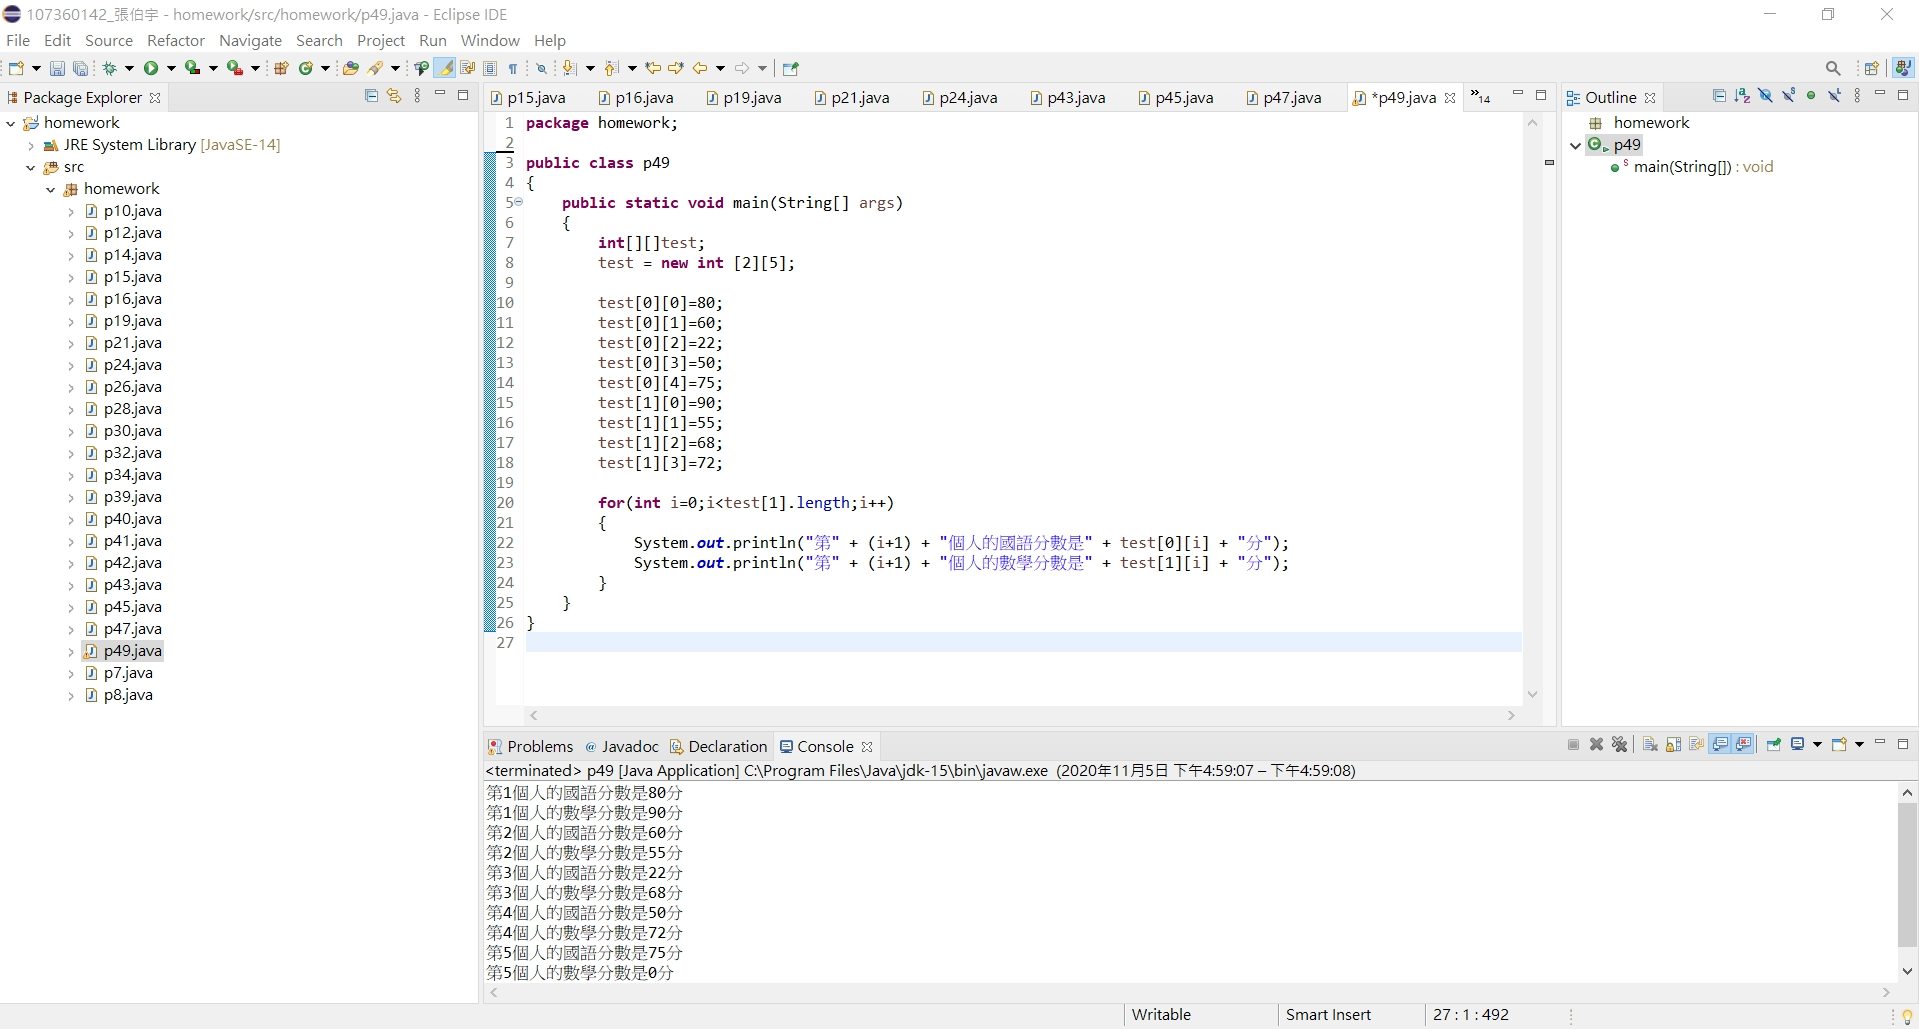 107360142_張伯宇 - homework/src/homework/p49.java - Eclipse IDE
File Edit Source Refactor Navigate Search Project Run Window Help
Package Explorer
homework
JRE System Library [JavaSE-14]
src
homework
p10.java
p12.java
p14.java
p15.java
p16.java
p19.java
p21.java
p24.java
p26.java
p28.java
p30.java
p32.java
p34.java
p39.java
p40.java
p41.java
p42.java
p43.java
p45.java
p47.java
p49.java
p7.java
p8.java
p15.java p16.java p19.java p21.java p24.java p43.java p45.java p47.java *p49.java »14
1 package homework;
2
3 public class p49
4 {
5 public static void main(String[] args)
6 {
7 int[][]test;
8 test = new int [2][5];
9
10 test[0][0]=80;
11 test[0][1]=60;
12 test[0][2]=22;
13 test[0][3]=50;
14 test[0][4]=75;
15 test[1][0]=90;
16 test[1][1]=55;
17 test[1][2]=68;
18 test[1][3]=72;
19
20 for(int i=0;i<test[1].length;i++)
21 {
22 System.out.println("第" + (i+1) + "個人的國語分數是" + test[0][i] + "分");
23 System.out.println("第" + (i+1) + "個人的數學分數是" + test[1][i] + "分");
24 }
25 }
26 }
27
Outline
homework
p49
main(String[]) : void
Problems @ Javadoc Declaration Console
<terminated> p49 [Java Application] C:\Program Files\Java\jdk-15\bin\javaw.exe (2020年11月5日 下午4:59:07 – 下午4:59:08)
第1個人的國語分數是80分
第1個人的數學分數是90分
第2個人的國語分數是60分
第2個人的數學分數是55分
第3個人的國語分數是22分
第3個人的數學分數是68分
第4個人的國語分數是50分
第4個人的數學分數是72分
第5個人的國語分數是75分
第5個人的數學分數是0分
Writable Smart Insert 27 : 1 : 492